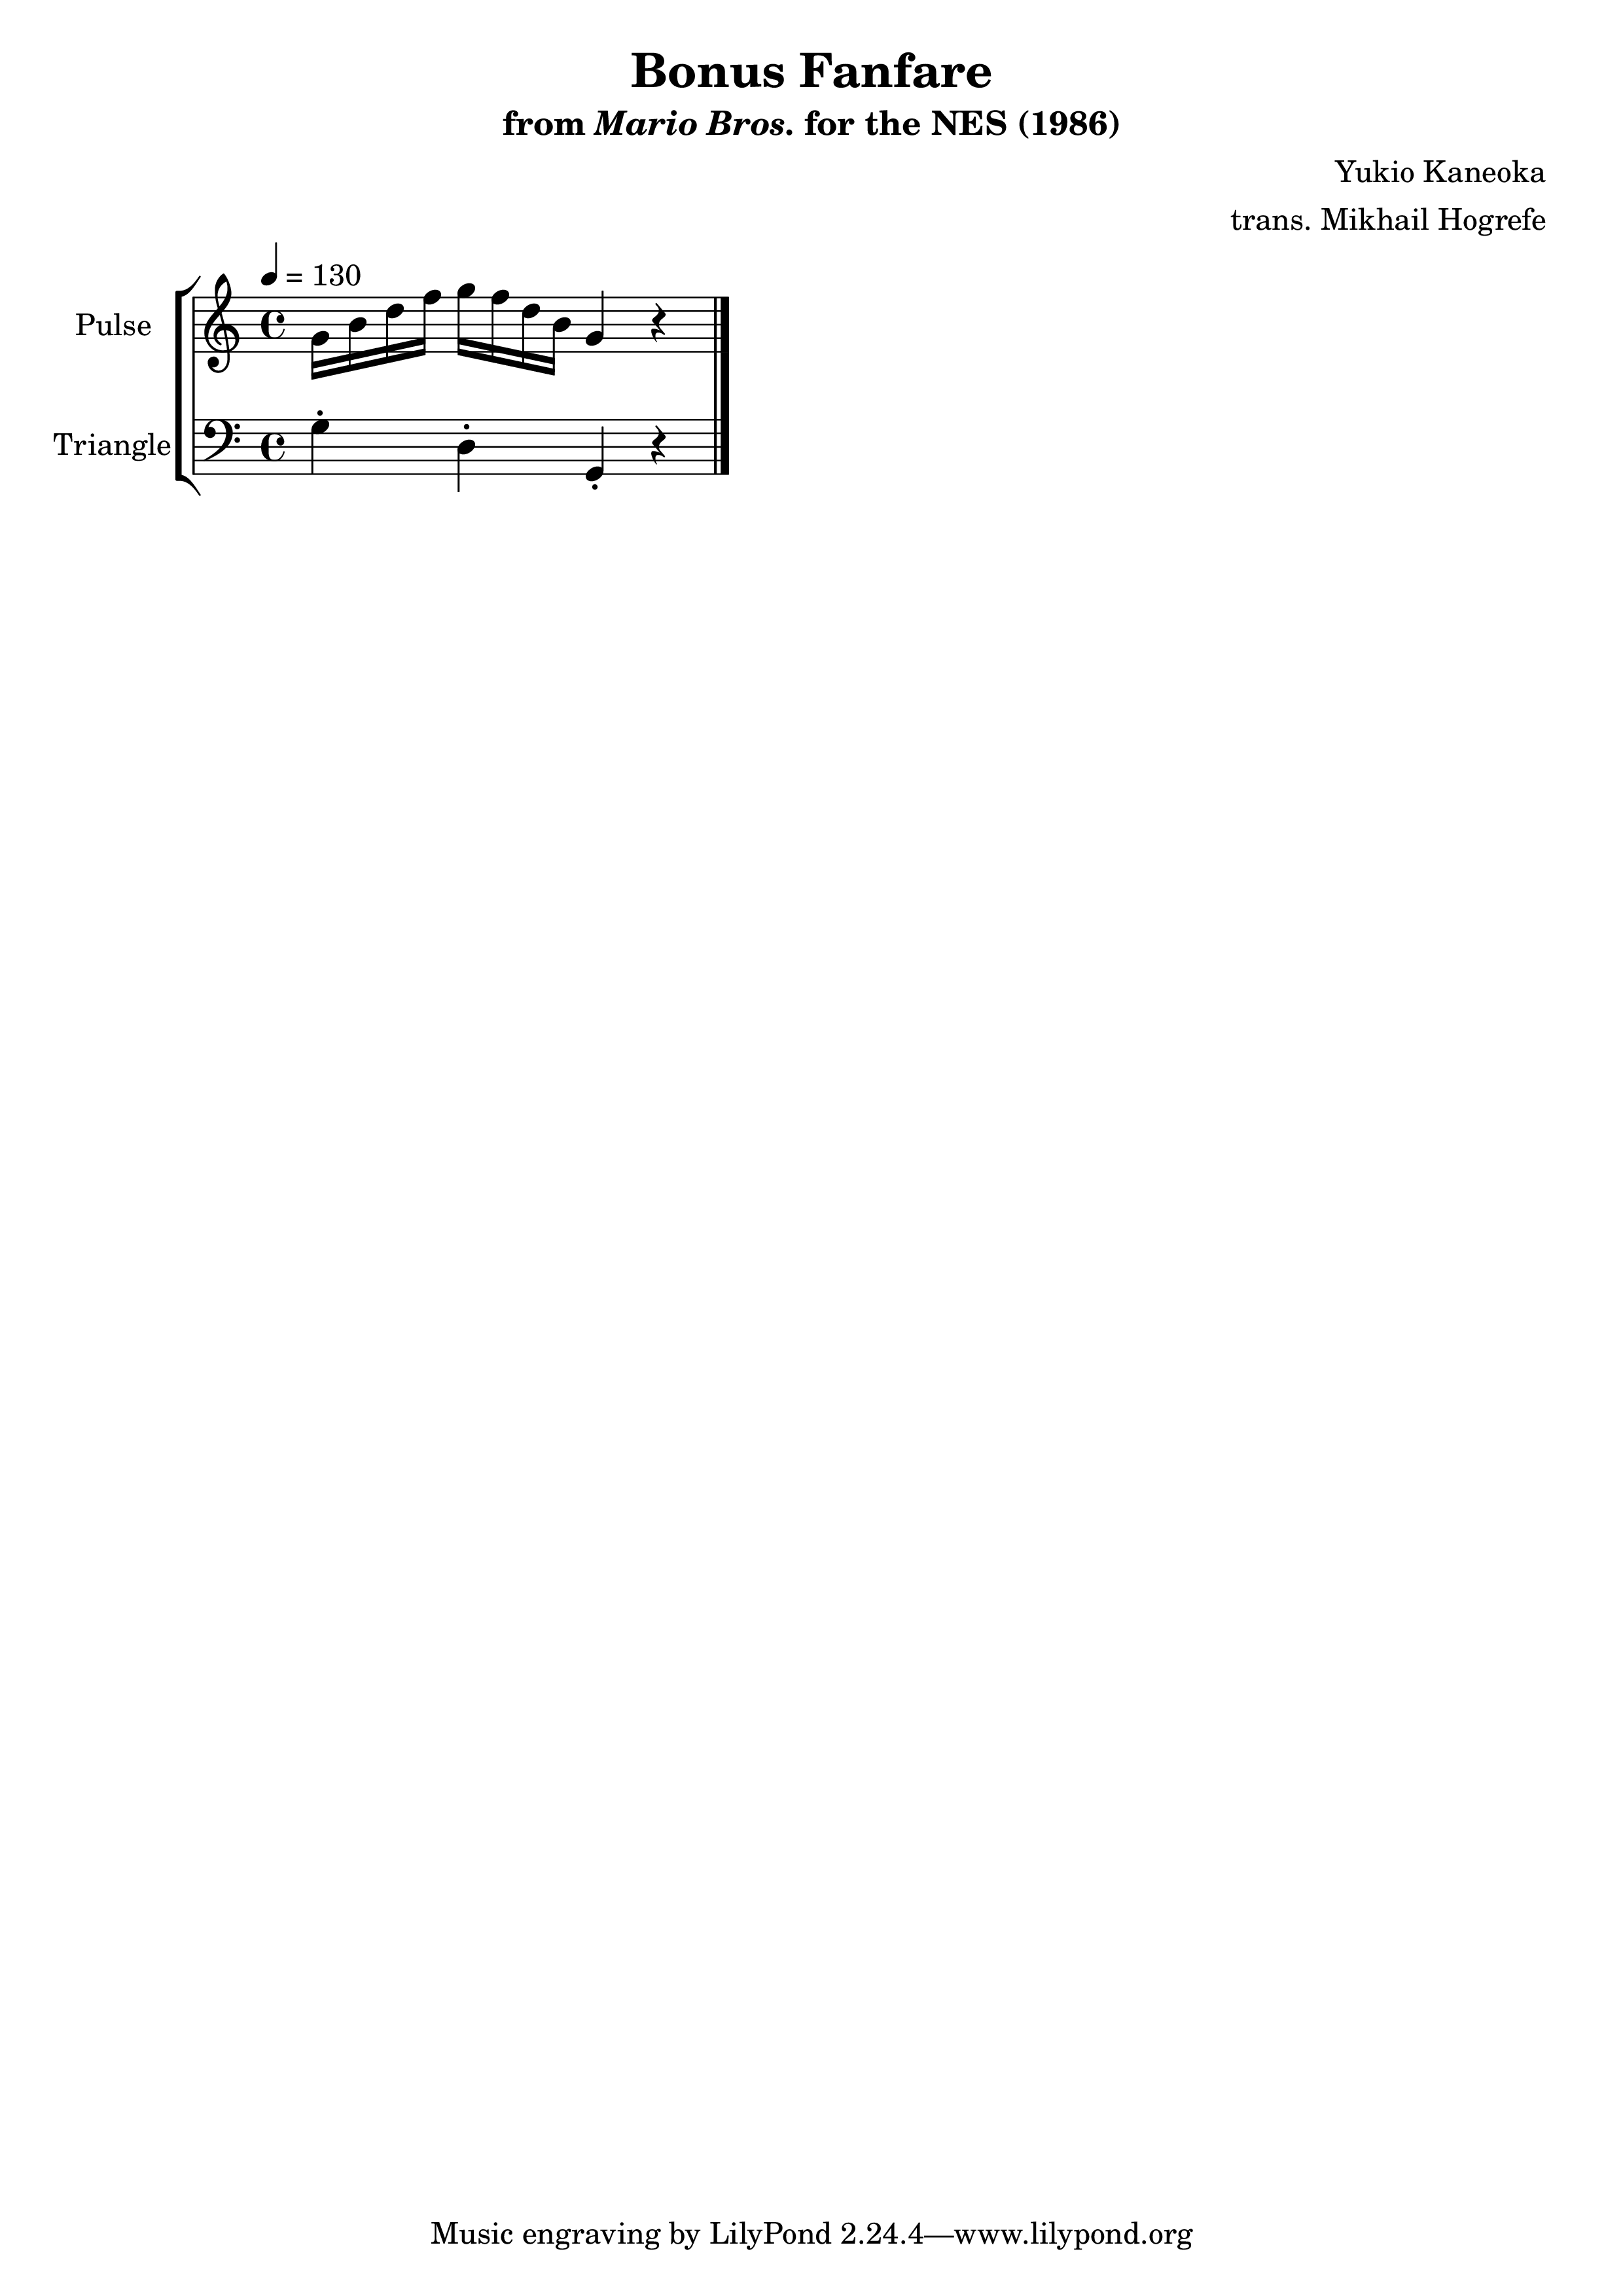 Bonus Fanfare
from Mario Bros. for the NES (1986)
Yukio Kaneoka
trans. Mikhail Hogrefe
= 130
Pulse
Triangle
Music engraving by LilyPond 2.24.4—www.lilypond.org